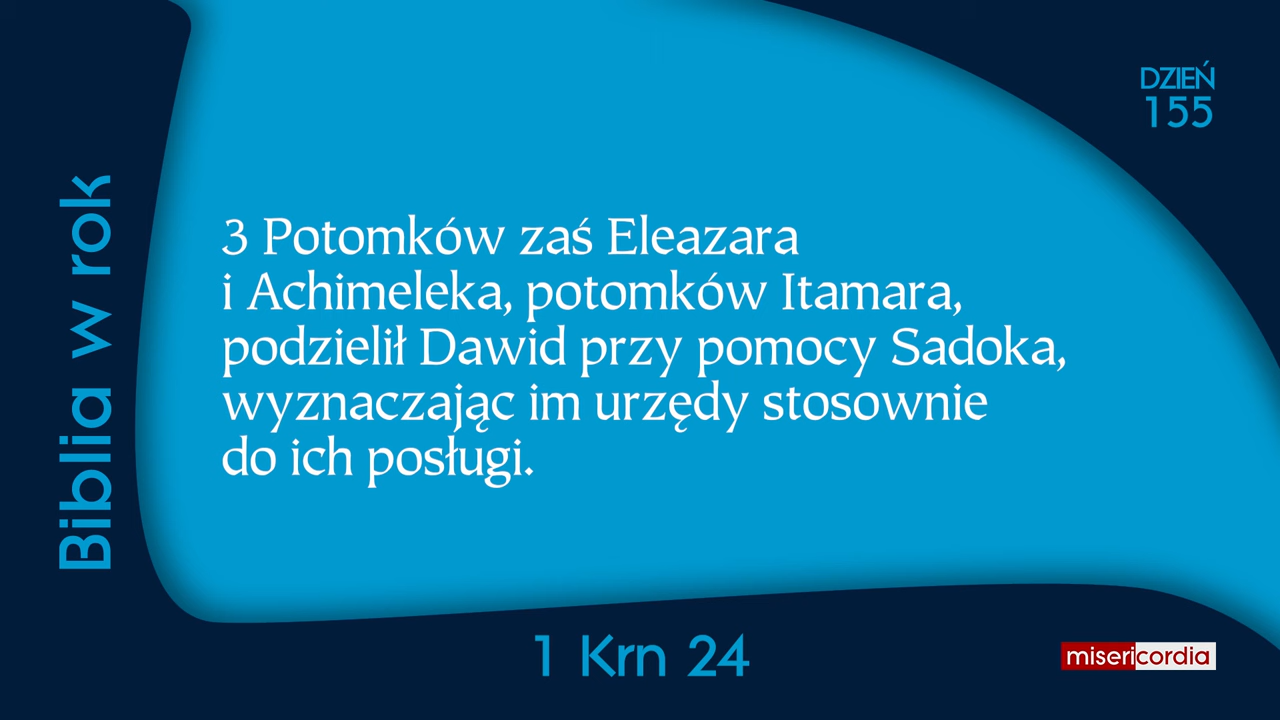 DZIEŃ
155
Biblia w rok
3 Potomków zaś Eleazara
i Achimeleka, potomków Itamara,
podzielił Dawid przy pomocy Sadoka,
wyznaczając im urzędy stosownie
do ich posługi.
1 Krn 24
misericordia